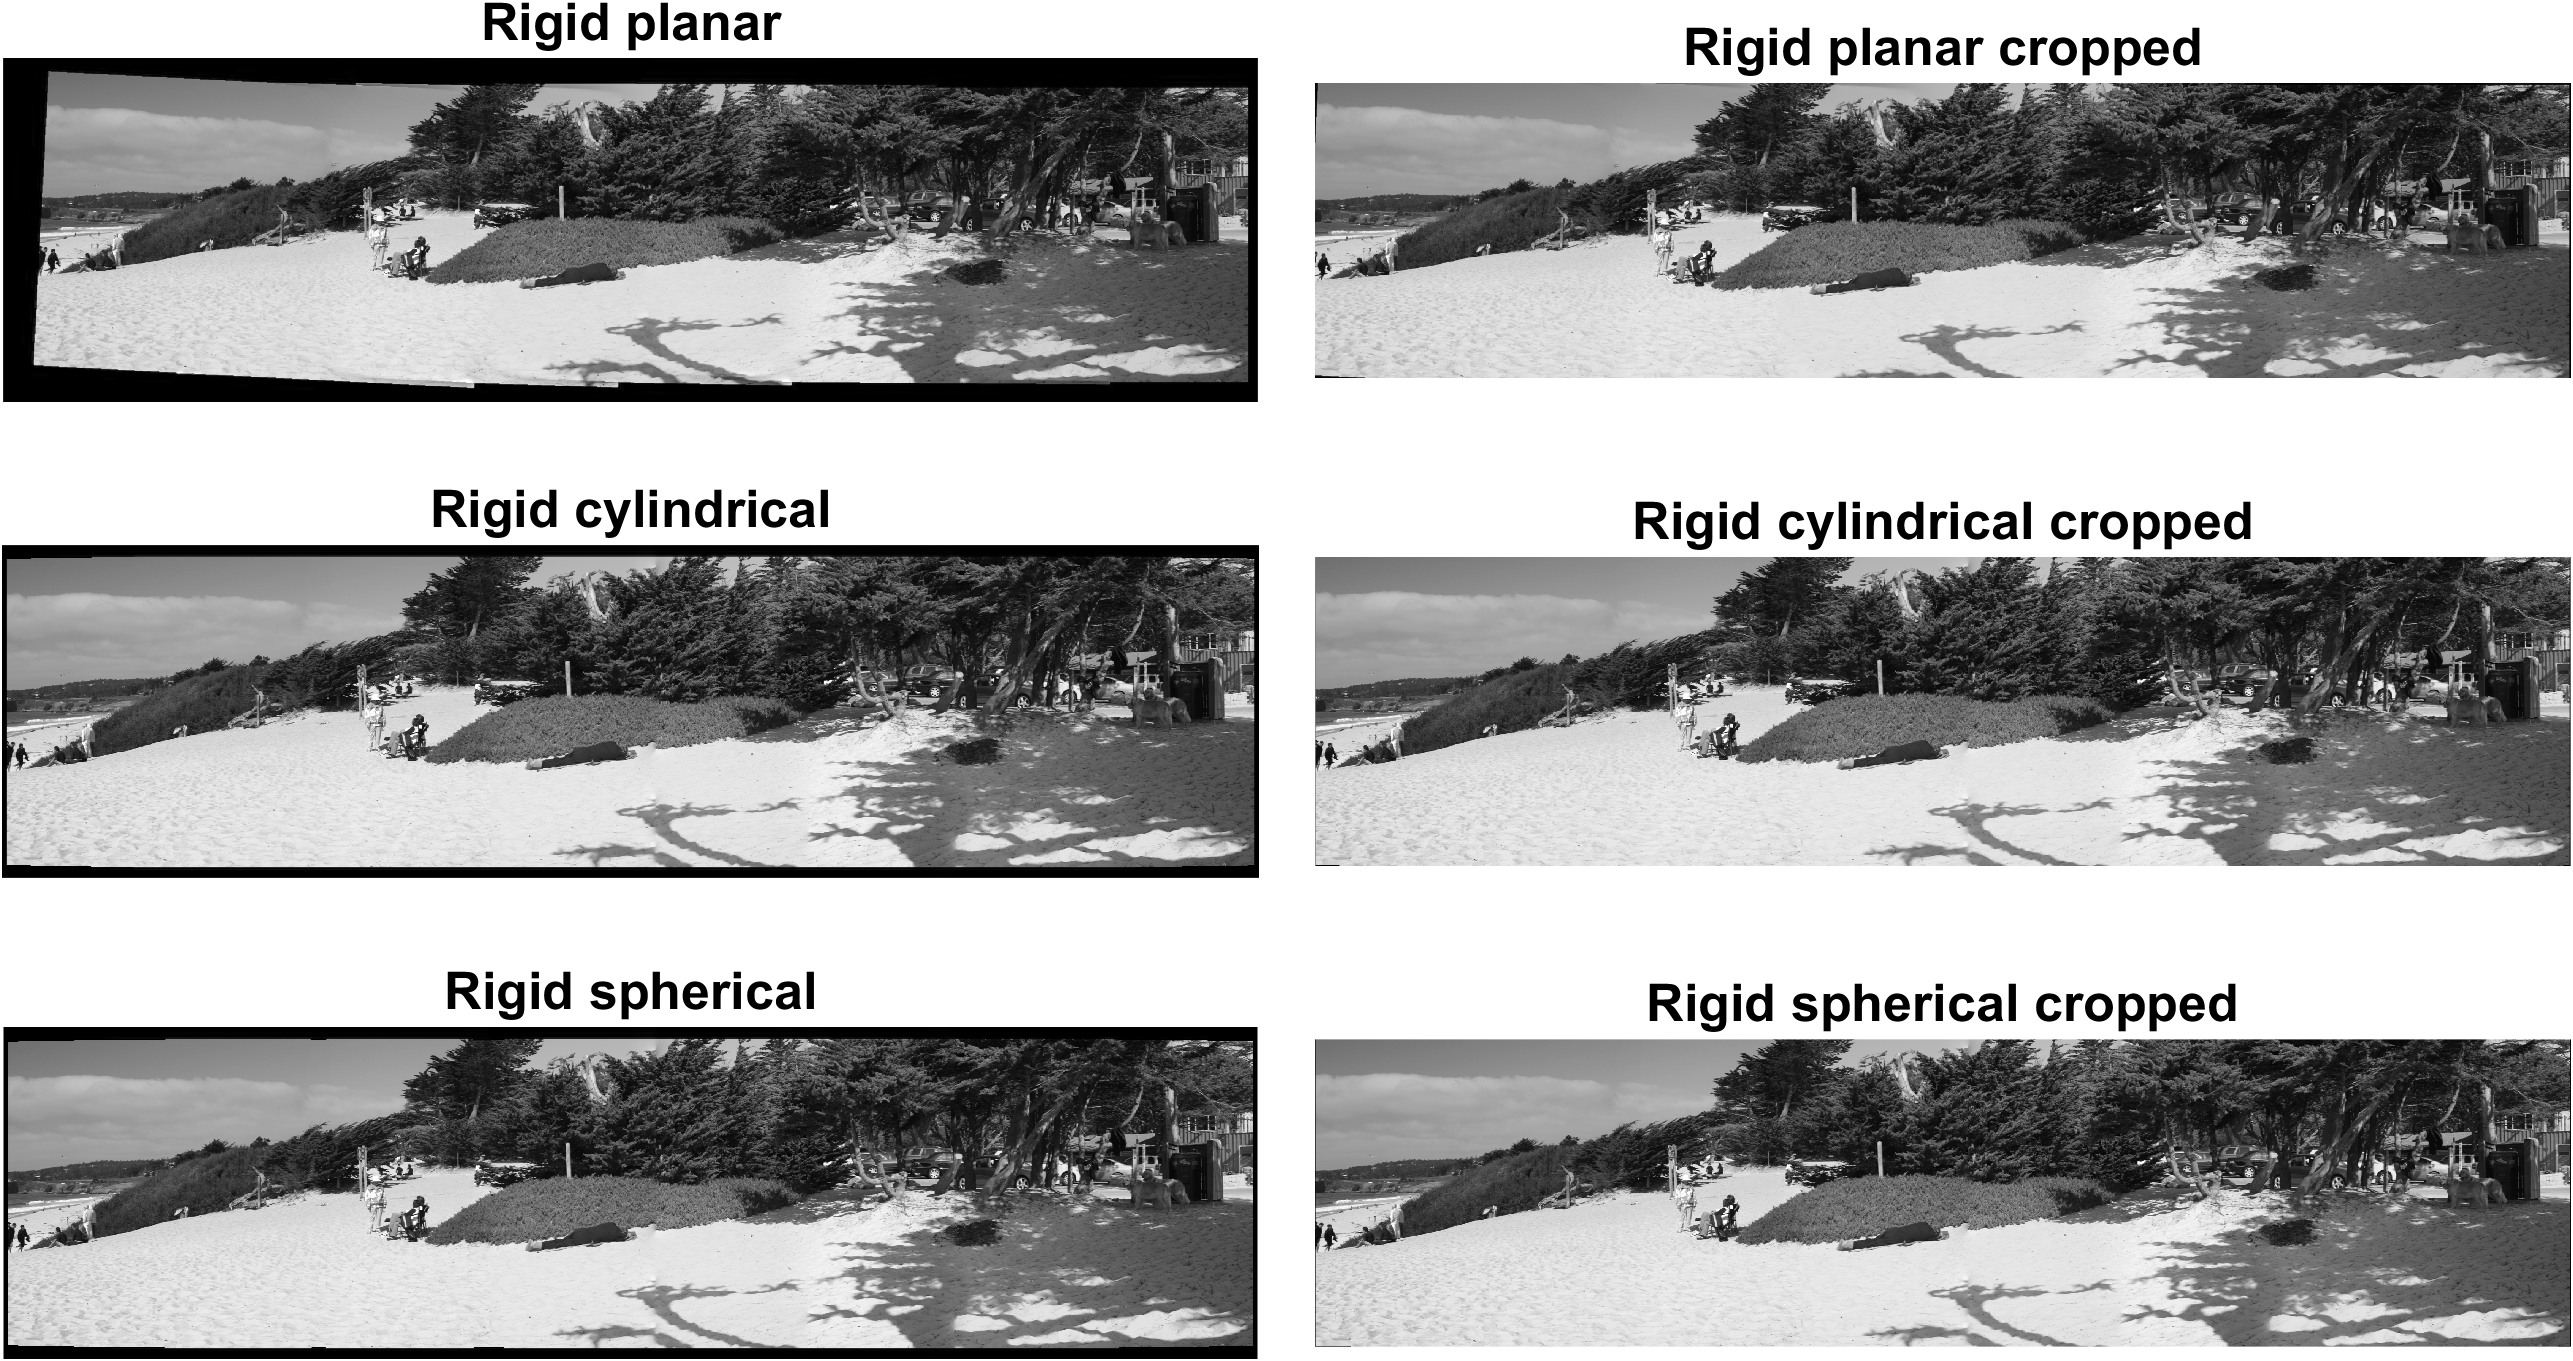 Rigid planar
Rigid planar cropped
Rigid cylindrical
Rigid cylindrical cropped
Rigid spherical
Rigid spherical cropped